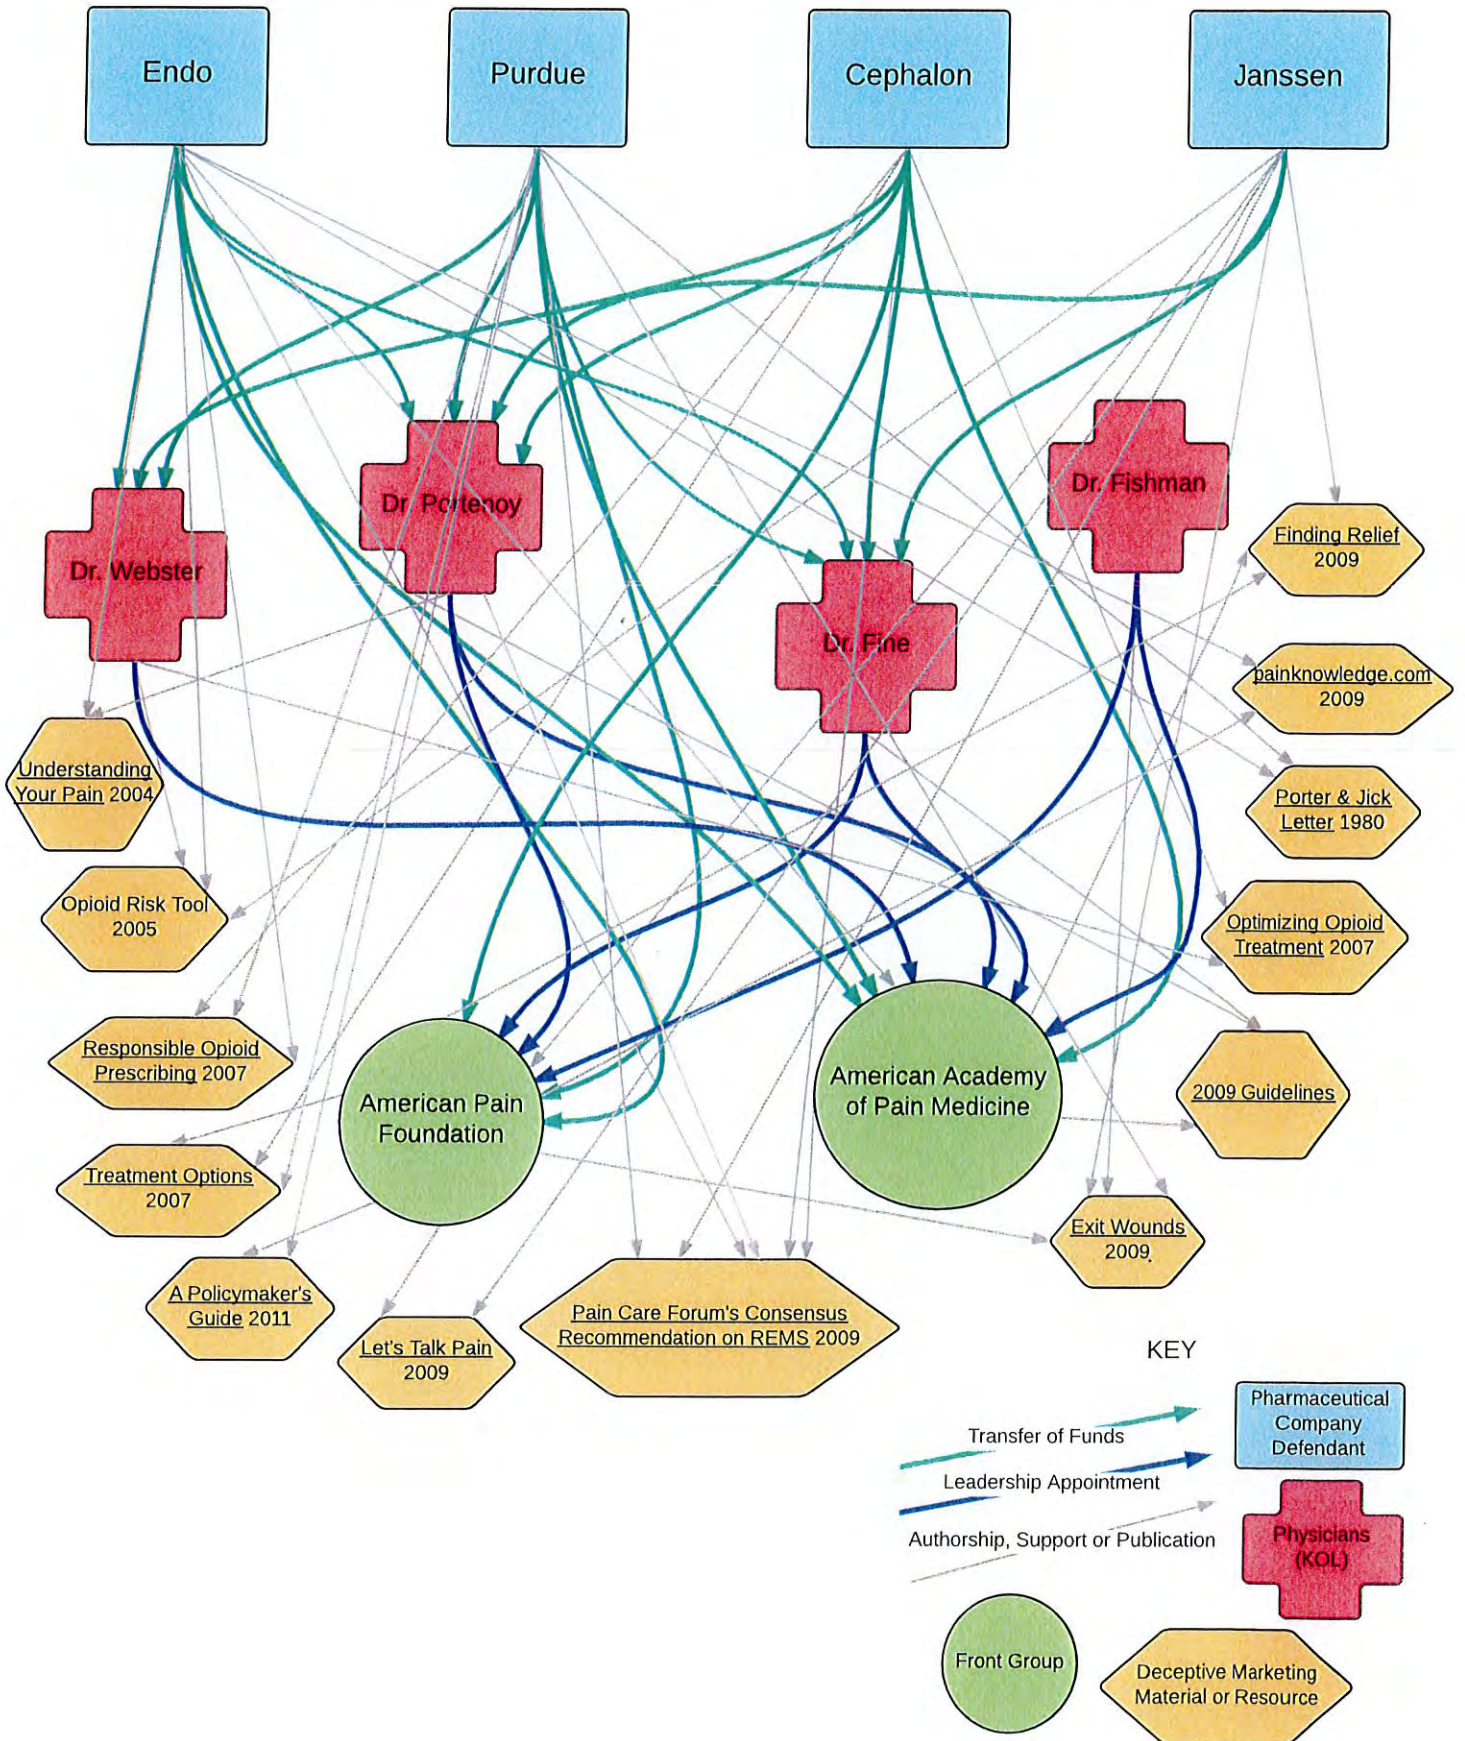 Endo
Purdue
Cephalon
Janssen
Dr. Webster
Dr. Portenoy
Dr. Fine
Dr. Fishman
Finding Relief
2009
painknowledge.com
2009
Porter & Jick
Letter 1980
Optimizing Opioid
Treatment 2007
2009 Guidelines
Exit Wounds
2009
Understanding
Your Pain 2004
Opioid Risk Tool
2005
Responsible Opioid
Prescribing 2007
Treatment Options
2007
A Policymaker's
Guide 2011
Let's Talk Pain
2009
Pain Care Forum's Consensus
Recommendation on REMS 2009
American Pain
Foundation
American Academy
of Pain Medicine
KEY
Transfer of Funds
Leadership Appointment
Authorship, Support or Publication
Pharmaceutical
Company
Defendant
Physicians
(KOL)
Front Group
Deceptive Marketing
Material or Resource